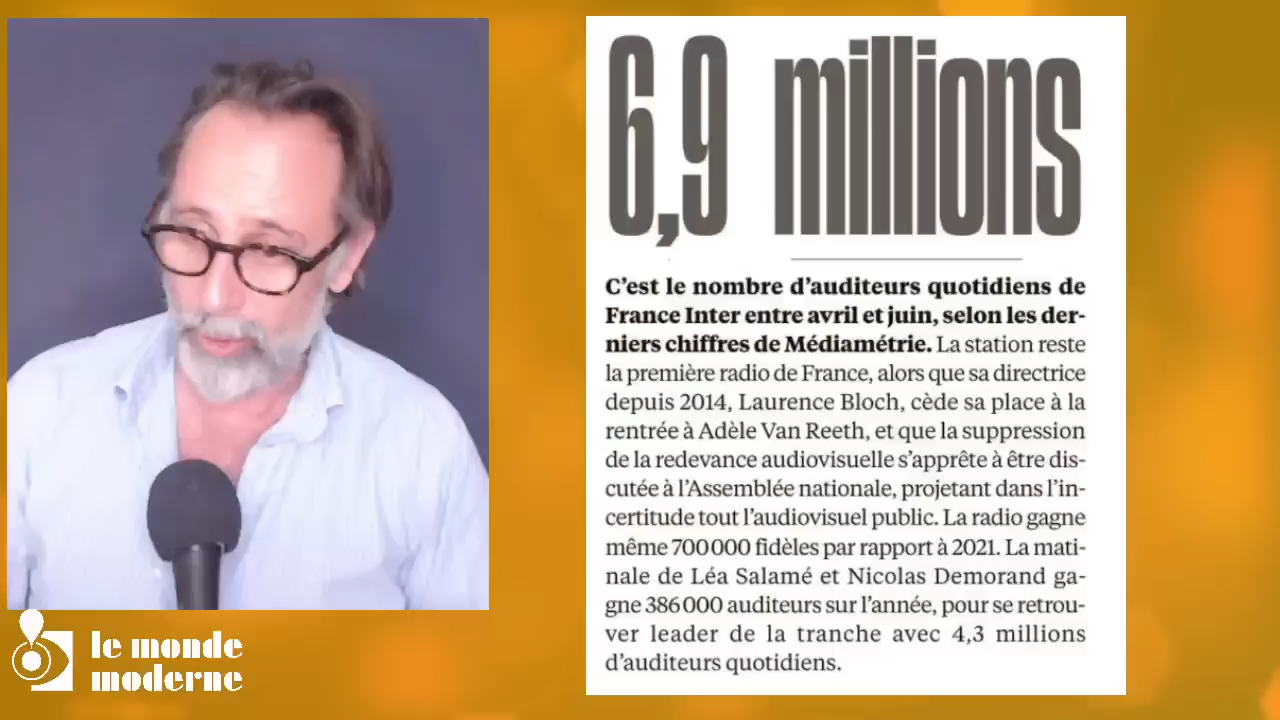 6,9 millions
C’est le nombre d’auditeurs quotidiens de
France Inter entre avril et juin, selon les der-
niers chiffres de Médiamétrie. La station reste
la première radio de France, alors que sa directrice
depuis 2014, Laurence Bloch, cède sa place à la
rentrée à Adèle Van Reeth, et que la suppression
de la redevance audiovisuelle s’apprête à être dis-
cutée à l’Assemblée nationale, projetant dans l’in-
certitude tout l’audiovisuel public. La radio gagne
même 700 000 fidèles par rapport à 2021. La mati-
nale de Léa Salamé et Nicolas Demorand ga-
gne 386 000 auditeurs sur l’année, pour se retrou-
ver leader de la tranche avec 4,3 millions
d’auditeurs quotidiens.
le monde
moderne